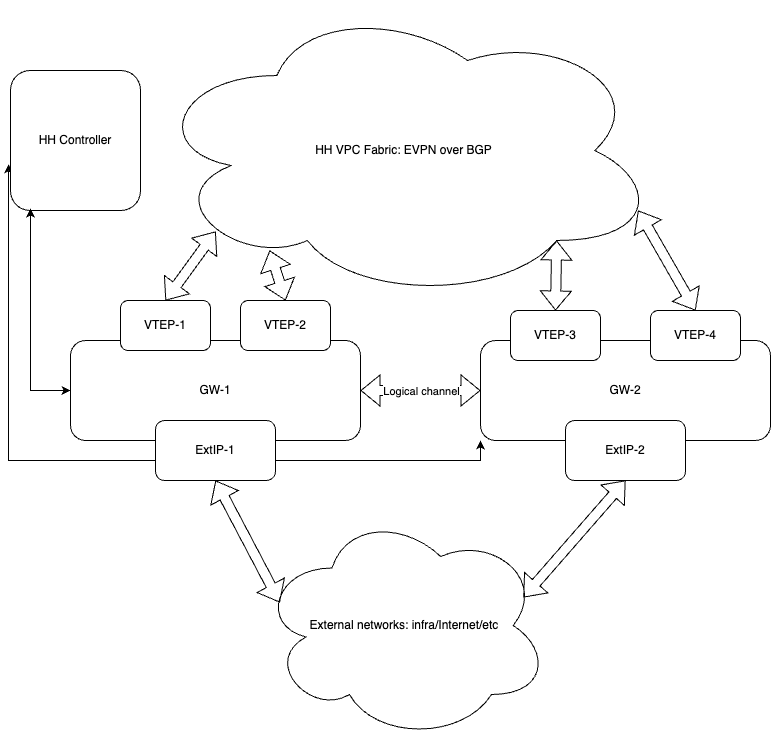 HH Controller
HH VPC Fabric: EVPN over BGP
VTEP-1
VTEP-2
VTEP-3
VTEP-4
GW-1
Logical channel
GW-2
ExtIP-1
ExtIP-2
External networks: infra/Internet/etc